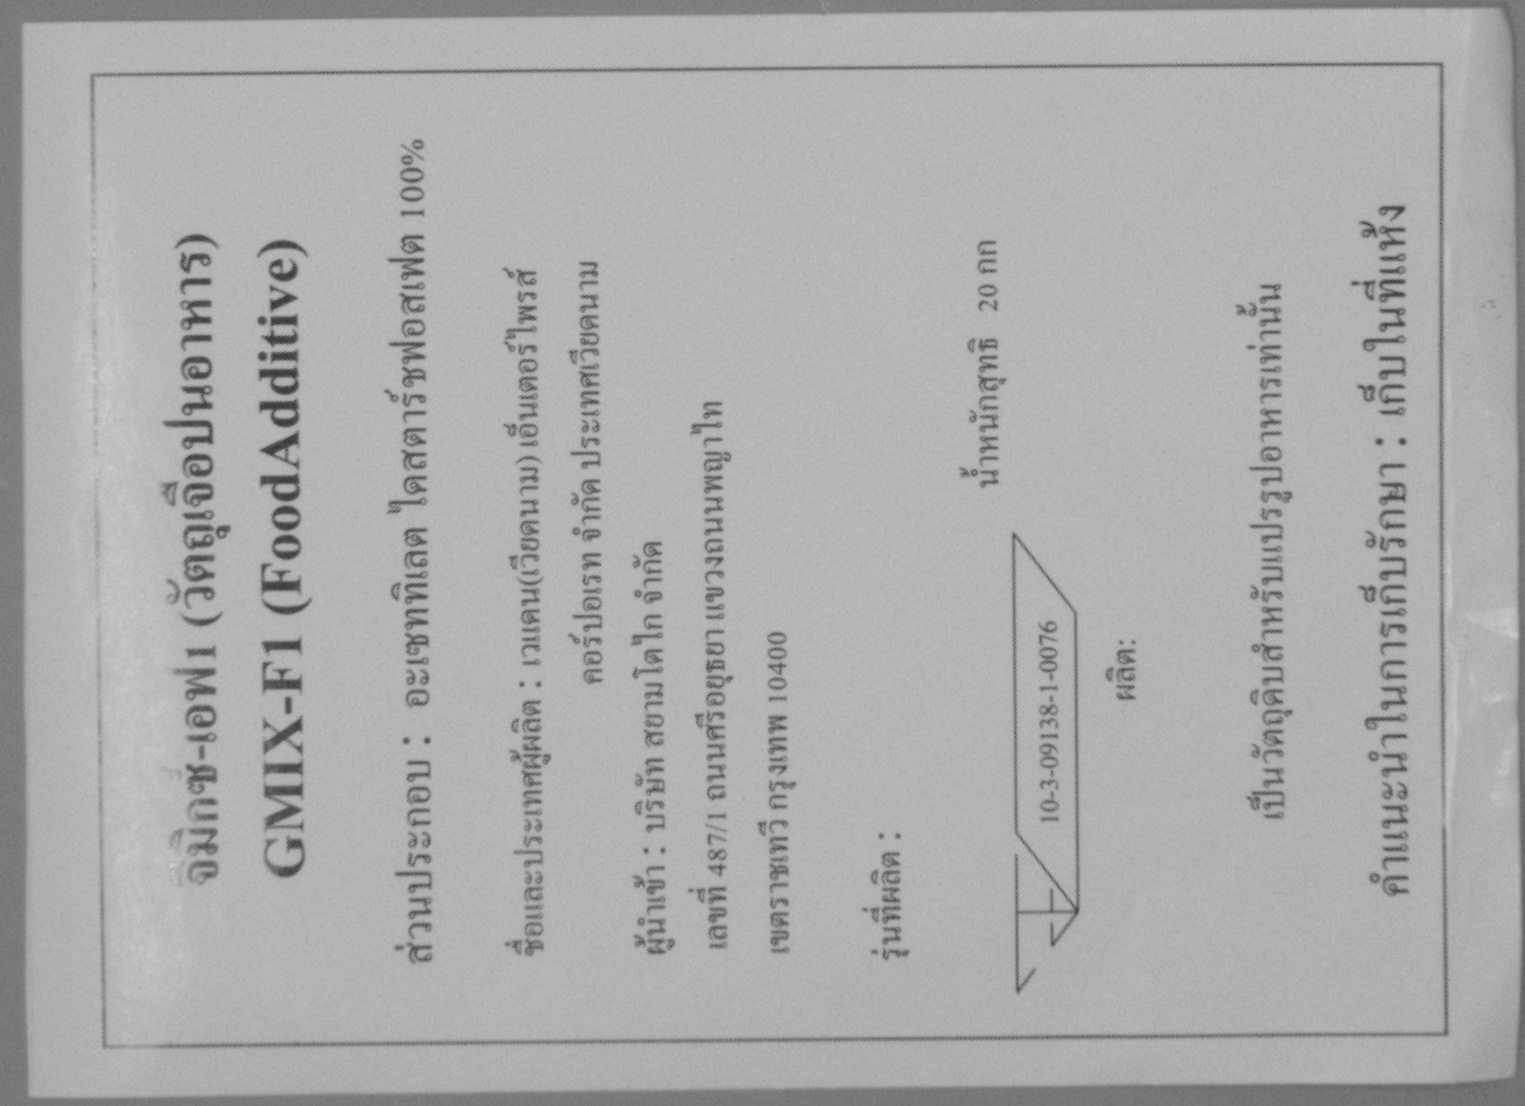 จีมิกซ์-เอฟ1 (วัตถุเจือปนอาหาร)
GMIX-F1 (FoodAdditive)
ส่วนประกอบ : อะเซททิเลต ไดสตาร์ชฟอสเฟต 100%
ชื่อและประเทศผู้ผลิต : เวแดน(เวียดนาม) เอ็นเตอร์ไพรส์
คอร์ปอเรท จำกัด ประเทศเวียดนาม
ผู้นำเข้า : บริษัท สยามโตไก จำกัด
เลขที่ 487/1 ถนนศรีอยุธยา แขวงถนนพญาไท
เขตราชเทวี กรุงเทพ 10400
รุ่นที่ผลิต :
น้ำหนักสุทธิ 20 กก
10-3-09138-1-0076
ผลิต:
เป็นวัตถุดิบสำหรับแปรรูปอาหารเท่านั้น
คำแนะนำในการเก็บรักษา : เก็บในที่แห้ง